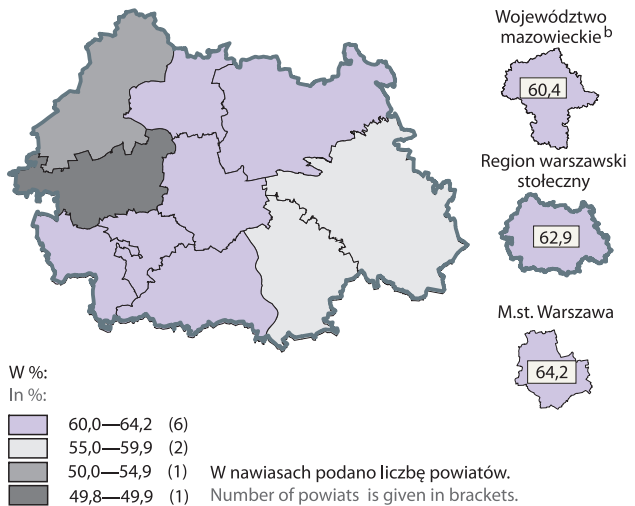 Województwo
mazowieckie b
60,4
Region warszawski
stołeczny
62,9
M.st. Warszawa
64,2
W %:
In %:
60,0—64,2 (6)
55,0—59,9 (2)
50,0—54,9 (1)
49,8—49,9 (1)
W nawiasach podano liczbę powiatów.
Number of powiats is given in brackets.